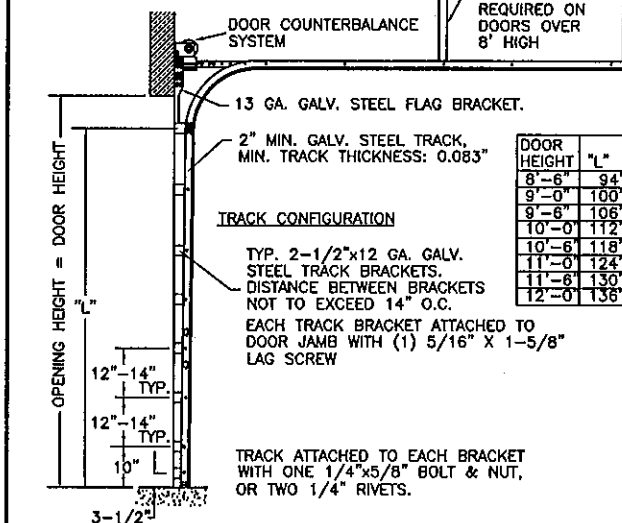 REQUIRED ON
DOORS OVER
8' HIGH
DOOR COUNTERBALANCE
SYSTEM
13 GA. GALV. STEEL FLAG BRACKET.
2" MIN. GALV. STEEL TRACK,
MIN. TRACK THICKNESS: 0.083"
DOOR
HEIGHT "L"
8'-6" 94"
9'-0" 100"
9'-6" 106"
10'-0" 112"
10'-6" 118"
11'-0" 124"
11'-6" 130"
12'-0" 136"
TRACK CONFIGURATION
TYP. 2-1/2"x12 GA. GALV.
STEEL TRACK BRACKETS.
DISTANCE BETWEEN BRACKETS
NOT TO EXCEED 14" O.C.
EACH TRACK BRACKET ATTACHED TO
DOOR JAMB WITH (1) 5/16" X 1-5/8"
LAG SCREW
OPENING HEIGHT = DOOR HEIGHT
"L"
12"-14"
TYP.
12"-14"
TYP.
10"
TRACK ATTACHED TO EACH BRACKET
WITH ONE 1/4"x5/8" BOLT & NUT,
OR TWO 1/4" RIVETS.
3-1/2"